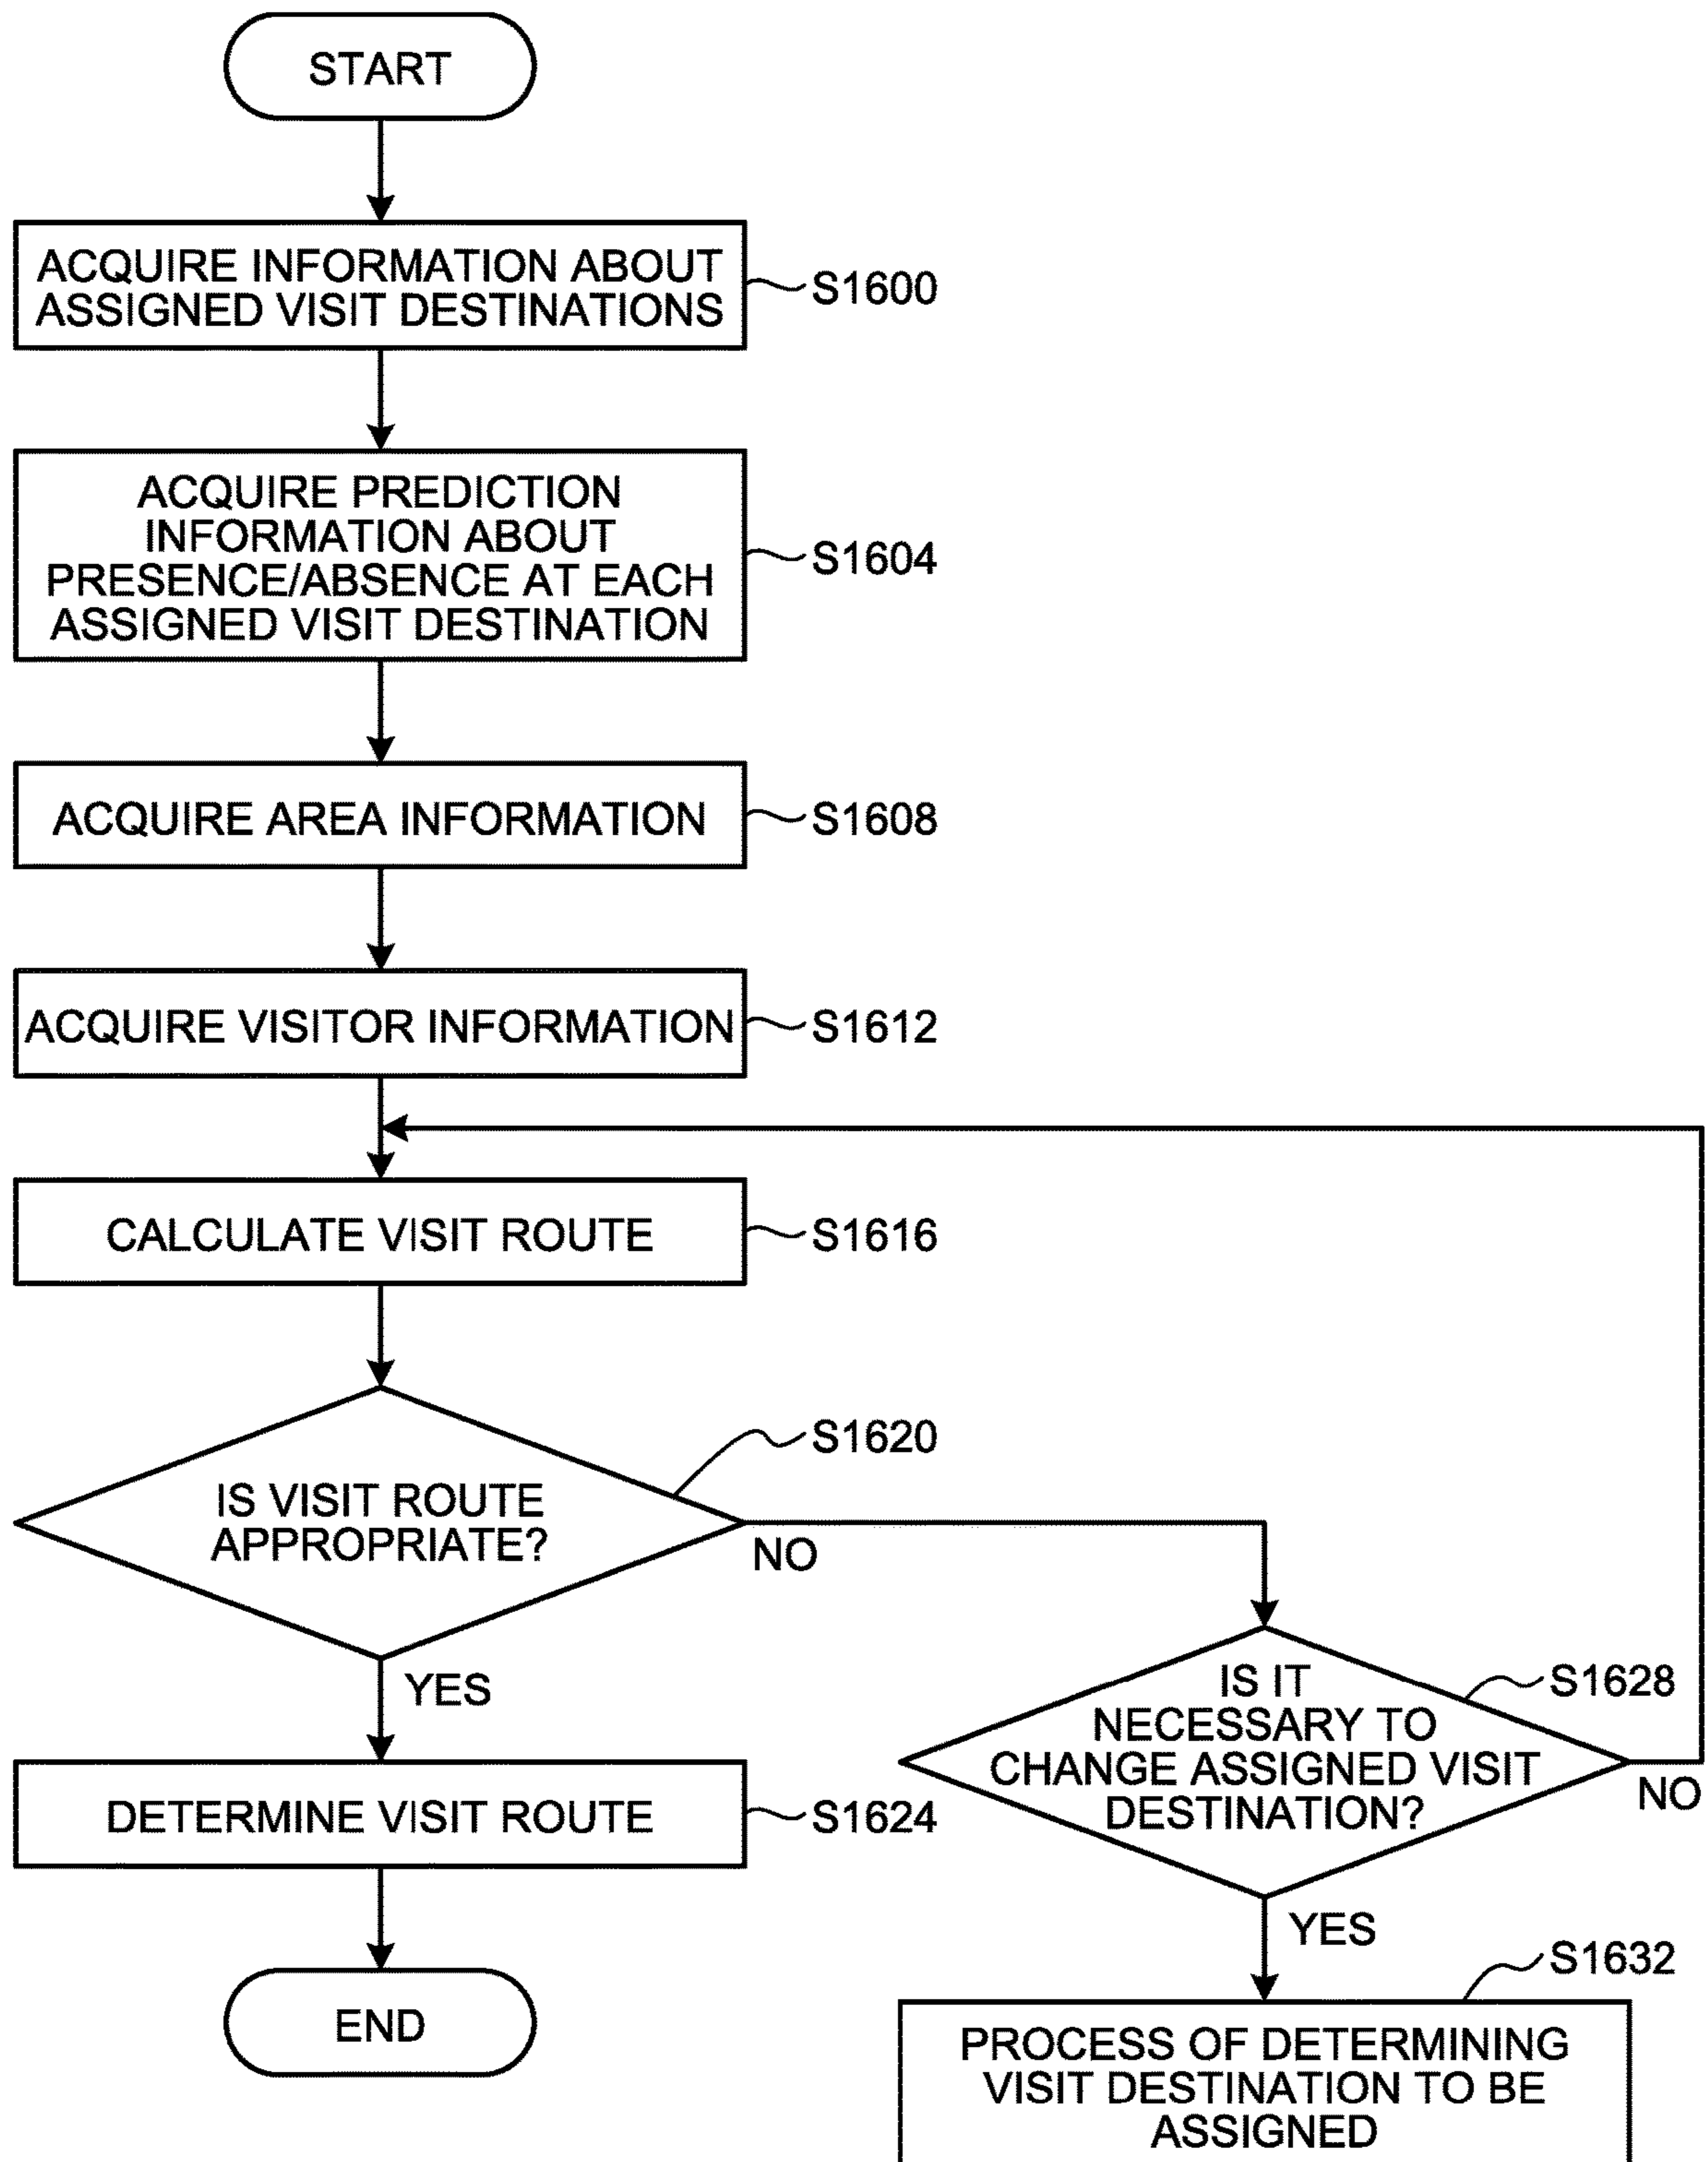 START
ACQUIRE INFORMATION ABOUT
ASSIGNED VISIT DESTINATIONS
S1600
ACQUIRE PREDICTION
INFORMATION ABOUT
PRESENCE/ABSENCE AT EACH
ASSIGNED VISIT DESTINATION
S1604
ACQUIRE AREA INFORMATION
S1608
ACQUIRE VISITOR INFORMATION
S1612
CALCULATE VISIT ROUTE
S1616
IS VISIT ROUTE
APPROPRIATE?
S1620
NO
YES
DETERMINE VISIT ROUTE
S1624
END
IS IT
NECESSARY TO
CHANGE ASSIGNED VISIT
DESTINATION?
S1628
NO
YES
S1632
PROCESS OF DETERMINING
VISIT DESTINATION TO BE
ASSIGNED